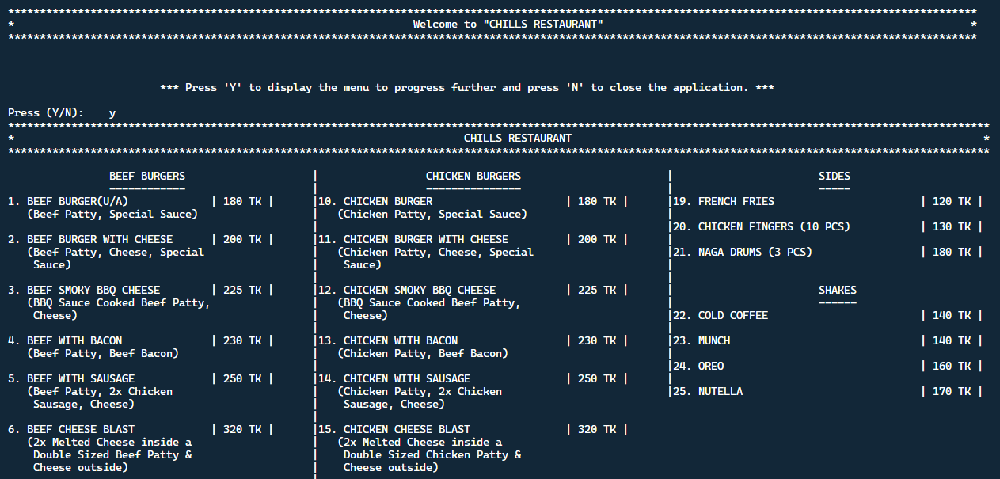 ********************************************************************************************************************************************************
* Welcome to "CHILLS RESTAURANT" *
********************************************************************************************************************************************************
*** Press 'Y' to display the menu to progress further and press 'N' to close the application. ***
Press (Y/N): y
**********************************************************************************************************************************************************
* CHILLS RESTAURANT *
**********************************************************************************************************************************************************
BEEF BURGERS | CHICKEN BURGERS | SIDES
------------ | --------------- | -----
1. BEEF BURGER(U/A) | 180 TK | |10. CHICKEN BURGER | 180 TK | |19. FRENCH FRIES | 120 TK |
(Beef Patty, Special Sauce) | (Chicken Patty, Special Sauce) |
| |20. CHICKEN FINGERS (10 PCS) | 130 TK |
2. BEEF BURGER WITH CHEESE | 200 TK | |11. CHICKEN BURGER WITH CHEESE | 200 TK | |
(Beef Patty, Cheese, Special | (Chicken Patty, Cheese, Special |21. NAGA DRUMS (3 PCS) | 180 TK |
Sauce) | Sauce) |
| |
3. BEEF SMOKY BBQ CHEESE | 225 TK | |12. CHICKEN SMOKY BBQ CHEESE | 225 TK | | SHAKES
(BBQ Sauce Cooked Beef Patty, | (BBQ Sauce Cooked Beef Patty, | ------
Cheese) | Cheese) |22. COLD COFFEE | 140 TK |
| |
4. BEEF WITH BACON | 230 TK | |13. CHICKEN WITH BACON | 230 TK | |23. MUNCH | 140 TK |
(Beef Patty, Beef Bacon) | (Chicken Patty, Beef Bacon) |
| |24. OREO | 160 TK |
5. BEEF WITH SAUSAGE | 250 TK | |14. CHICKEN WITH SAUSAGE | 250 TK | |
(Beef Patty, 2x Chicken | (Chicken Patty, 2x Chicken |25. NUTELLA | 170 TK |
Sausage, Cheese) | Sausage, Cheese)
|
6. BEEF CHEESE BLAST | 320 TK | |15. CHICKEN CHEESE BLAST | 320 TK |
(2x Melted Cheese inside a | (2x Melted Cheese inside a
Double Sized Beef Patty & | Double Sized Chicken Patty &
Cheese outside) | Cheese outside)